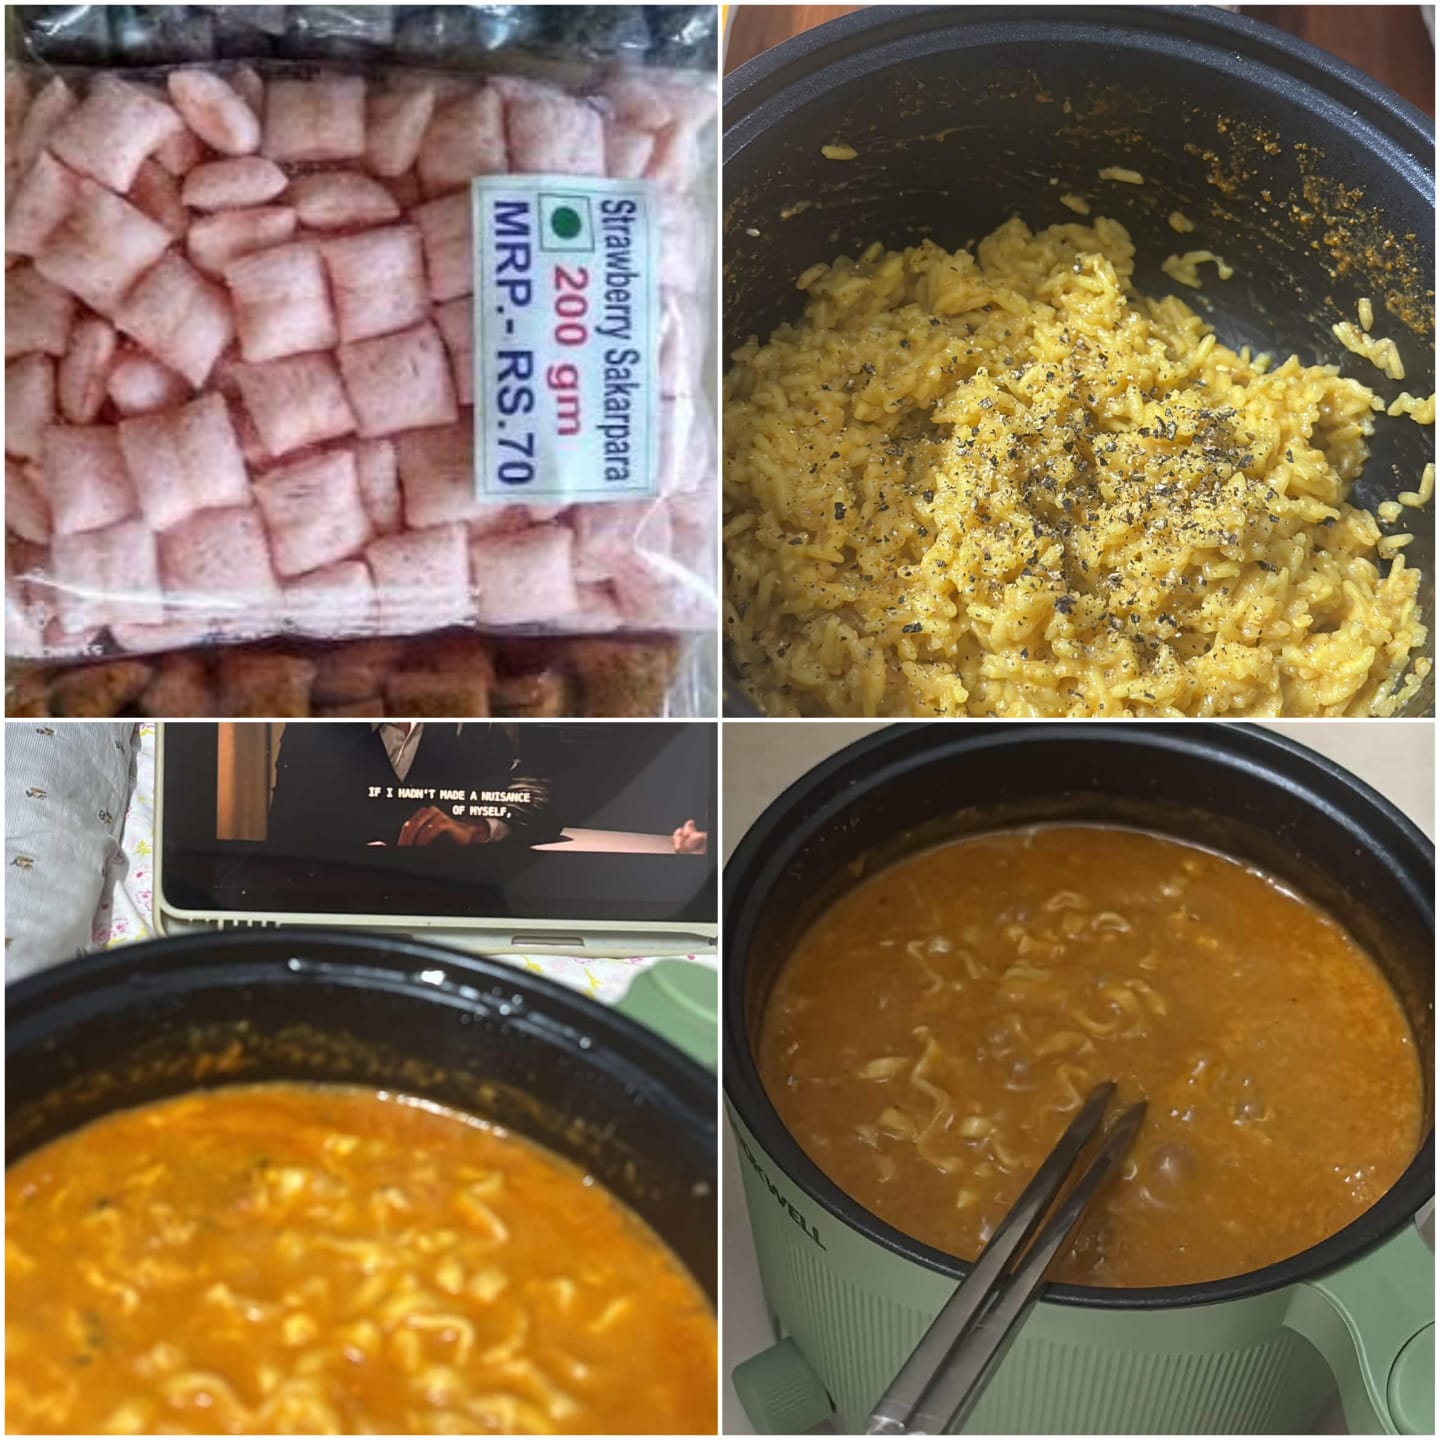 Strawberry Sakarpara
200 gm
MRP.- RS.70
IF I HADN'T MADE A NUISANCE
OF MYSELF,